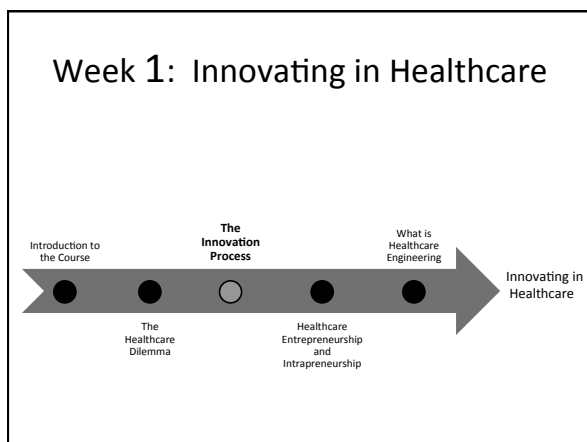 Week 1: Innovating in Healthcare
Introduction to
the Course
The
Healthcare
Dilemma
The
Innovation
Process
Healthcare
Entrepreneurship
and
Intrapreneurship
What is
Healthcare
Engineering
Innovating in
Healthcare